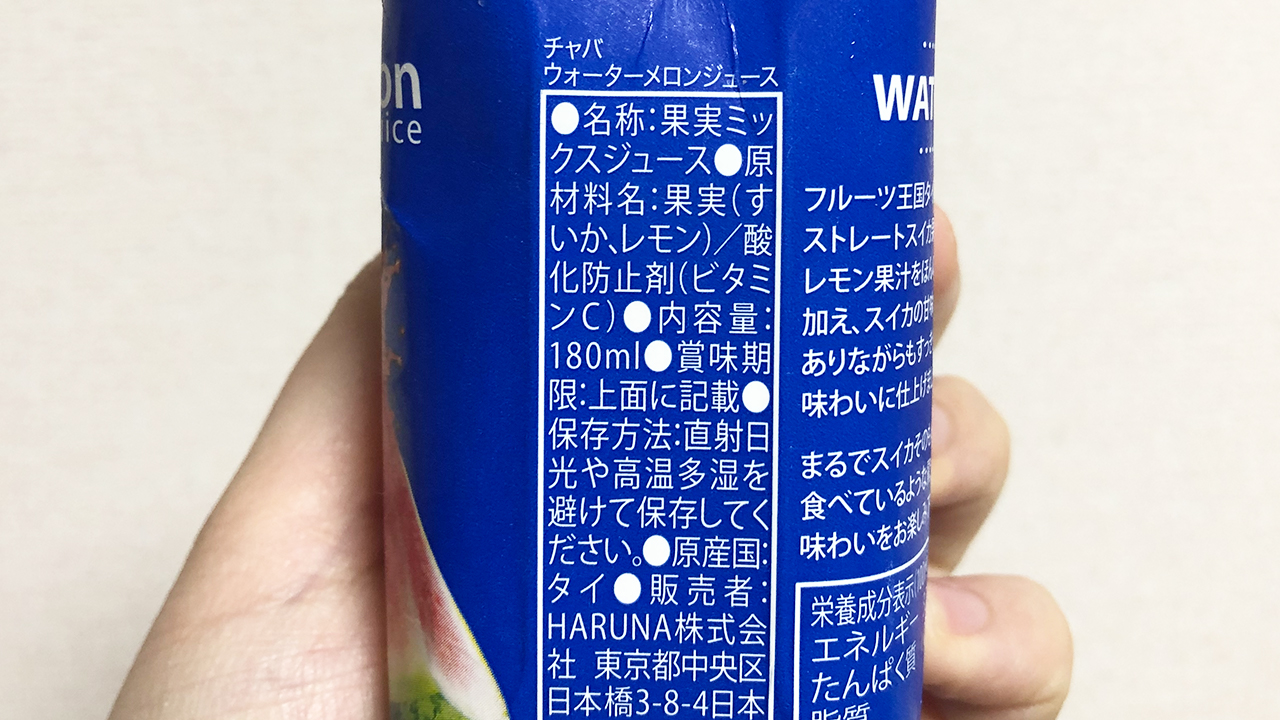 チャバ
ウォーターメロンジュース
●名称：果実ミッ
クスジュース●原
材料名：果実（す
いか、レモン）／酸
化防止剤（ビタミ
ンC）●内容量：
180ml●賞味期
限：上面に記載●
保存方法：直射日
光や高温多湿を
避けて保存してく
ださい。●原産国：
タイ●販売者：
HARUNA株式会
社 東京都中央区
日本橋3-8-4日本
フルーツ王国
ストレートスイカ
レモン果汁を
加え、スイカの
ありながらも
味わいに仕上げ
まるでスイカ
食べているような
味わいをお楽しみ
栄養成分表示
エネルギー
たんぱく質
脂質